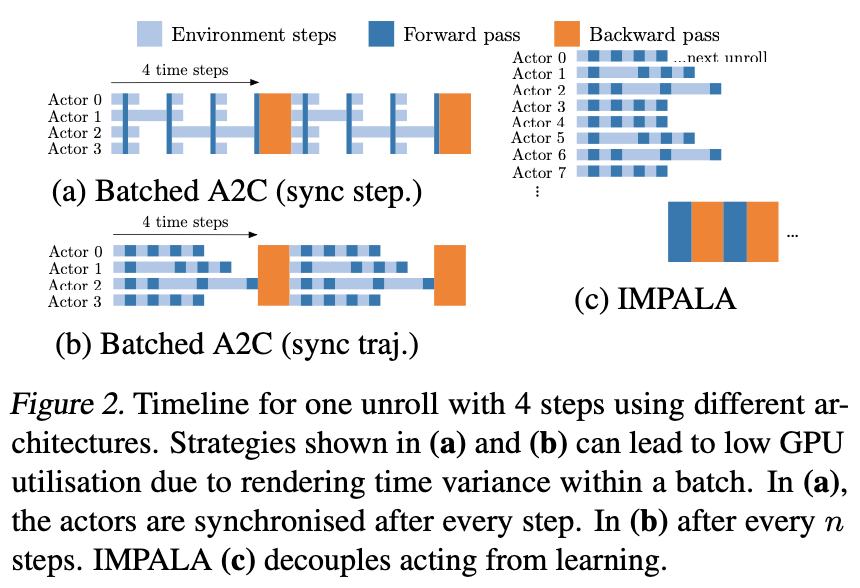 Environment steps Forward pass Backward pass
4 time steps
Actor 0
Actor 1
Actor 2
Actor 3
(a) Batched A2C (sync step.)
4 time steps
Actor 0
Actor 1
Actor 2
Actor 3
(b) Batched A2C (sync traj.)
Actor 0 ...next unroll
Actor 1
Actor 2
Actor 3
Actor 4
Actor 5
Actor 6
Actor 7
⋮
...
(c) IMPALA
Figure 2. Timeline for one unroll with 4 steps using different ar-
chitectures. Strategies shown in (a) and (b) can lead to low GPU
utilisation due to rendering time variance within a batch. In (a),
the actors are synchronised after every step. In (b) after every n
steps. IMPALA (c) decouples acting from learning.